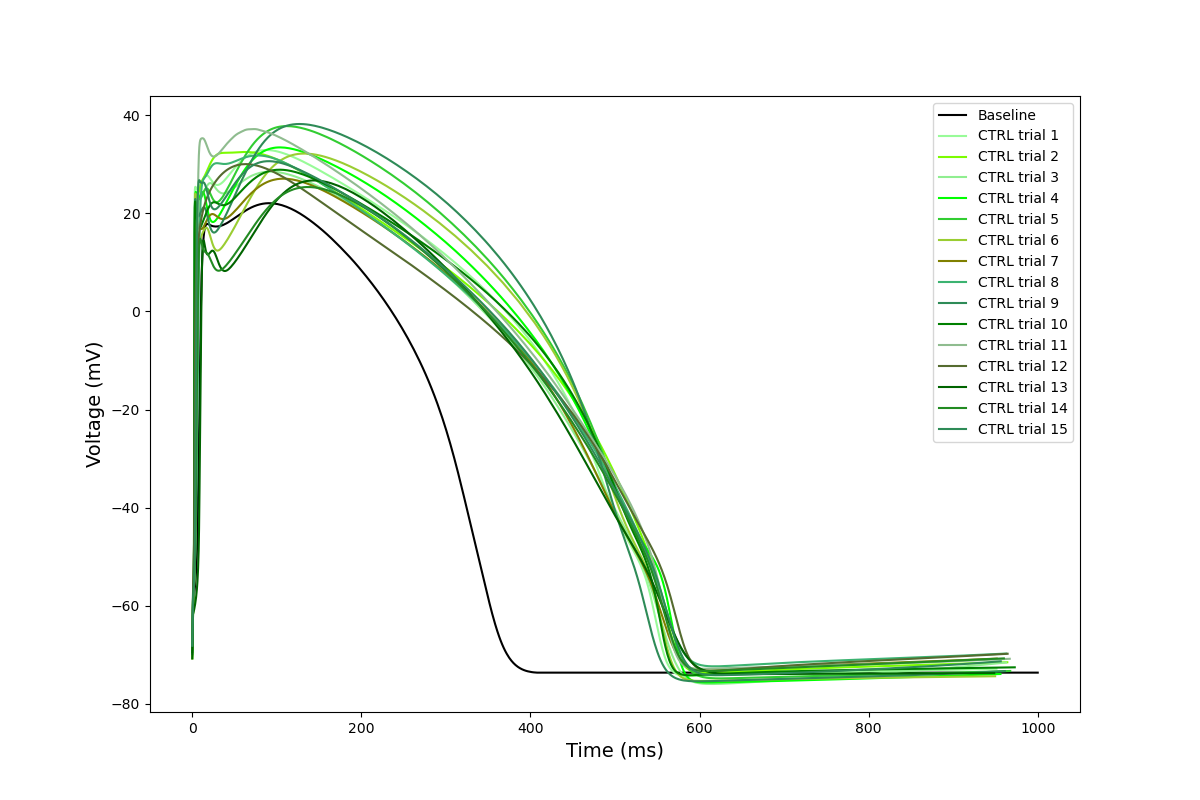 40
20
0
−20
−40
−60
−80
Voltage (mV)
0
200
400
600
800
1000
Time (ms)
Baseline
CTRL trial 1
CTRL trial 2
CTRL trial 3
CTRL trial 4
CTRL trial 5
CTRL trial 6
CTRL trial 7
CTRL trial 8
CTRL trial 9
CTRL trial 10
CTRL trial 11
CTRL trial 12
CTRL trial 13
CTRL trial 14
CTRL trial 15